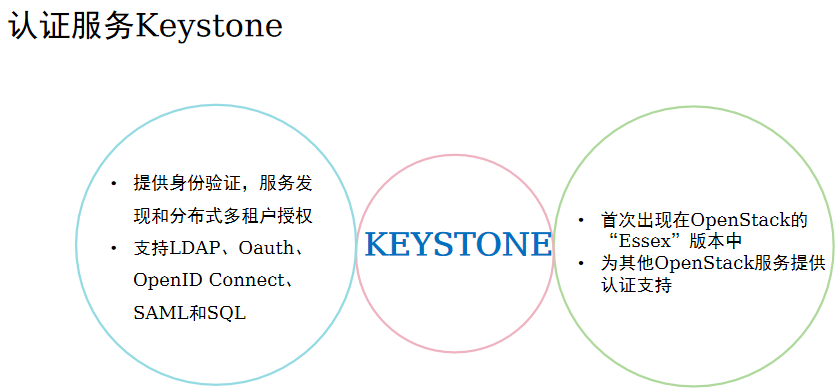 认证服务Keystone
• 提供身份验证，服务发
现和分布式多租户授权
• 支持LDAP、Oauth、
OpenID Connect、
SAML和SQL
KEYSTONE
• 首次出现在OpenStack的
“Essex”版本中
• 为其他OpenStack服务提供
认证支持